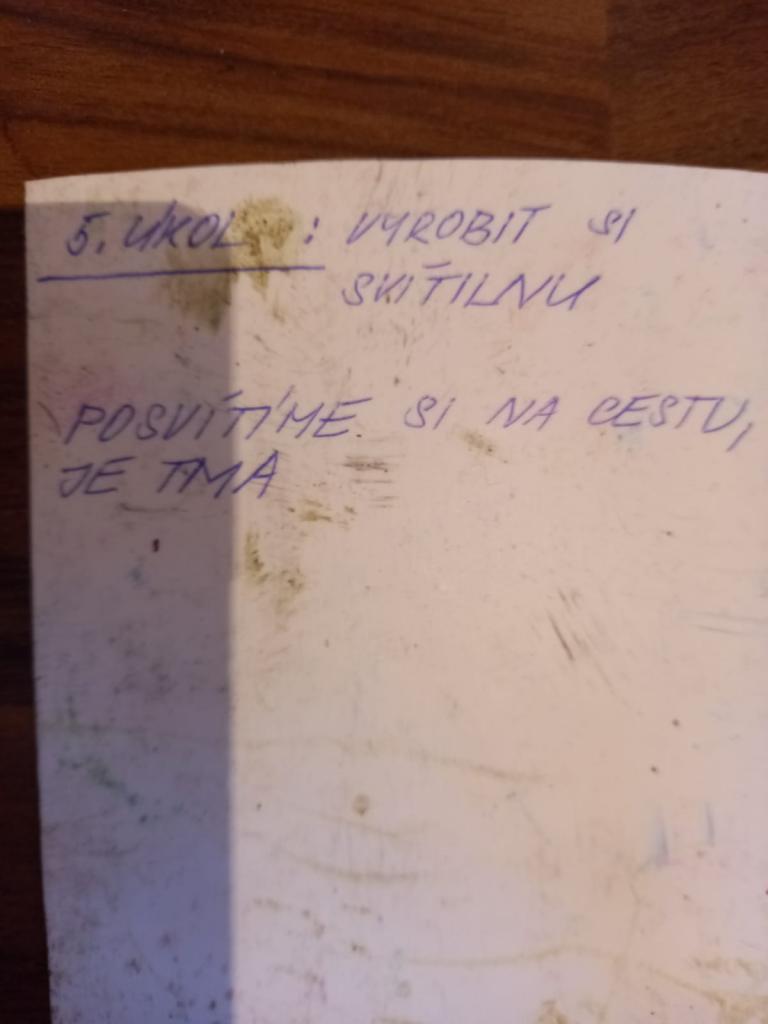 5. ÚKOL : VYROBIT SI
SVÍTILNU
POSVÍTÍME SI NA CESTU,
JE TMA